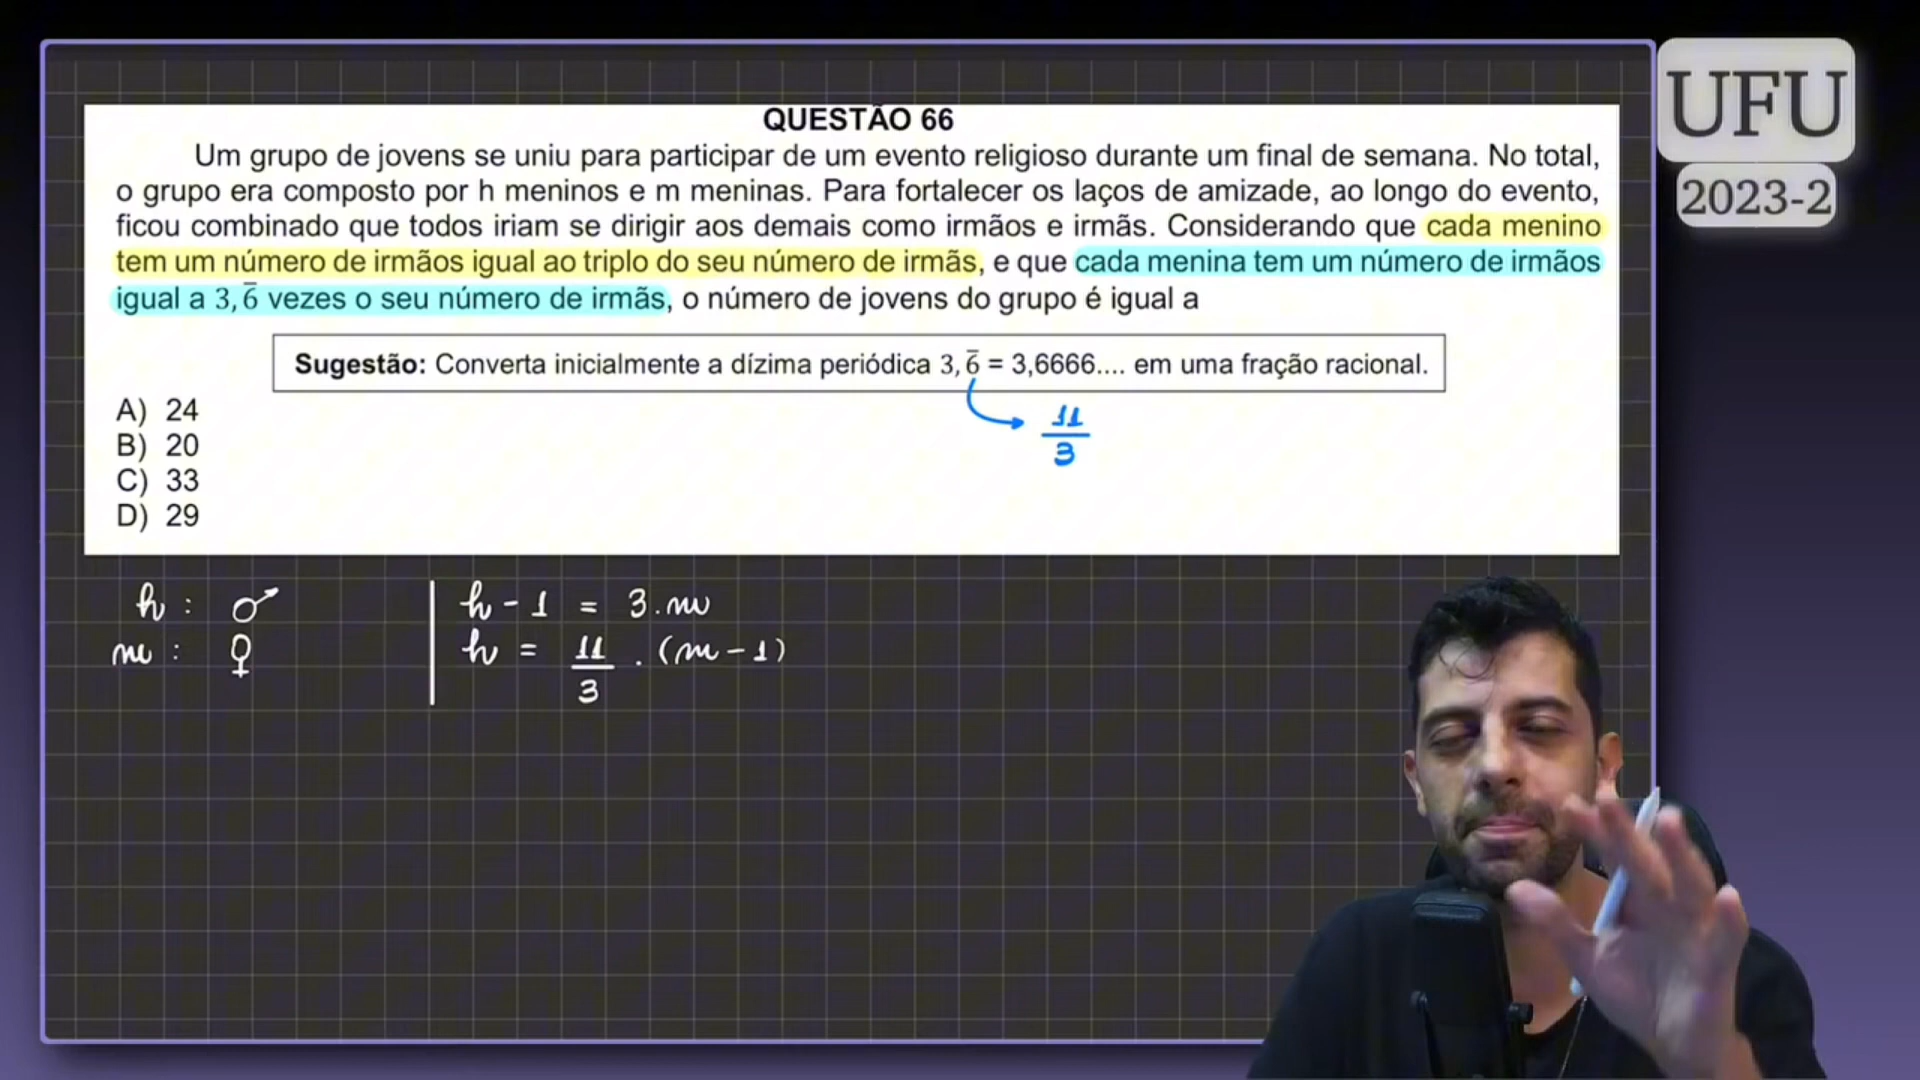 UFU
2023-2
QUESTÃO 66
Um grupo de jovens se uniu para participar de um evento religioso durante um final de semana. No total,
o grupo era composto por h meninos e m meninas. Para fortalecer os laços de amizade, ao longo do evento,
ficou combinado que todos iriam se dirigir aos demais como irmãos e irmãs. Considerando que cada menino
tem um número de irmãos igual ao triplo do seu número de irmãs, e que cada menina tem um número de irmãos
igual a 3,6̅ vezes o seu número de irmãs, o número de jovens do grupo é igual a
Sugestão: Converta inicialmente a dízima periódica 3,6̅ = 3,6666.... em uma fração racional.
11
3
A) 24
B) 20
C) 33
D) 29
h : ♂
m : ♀
h - 1 = 3.m
h = 11/3 . (m - 1)